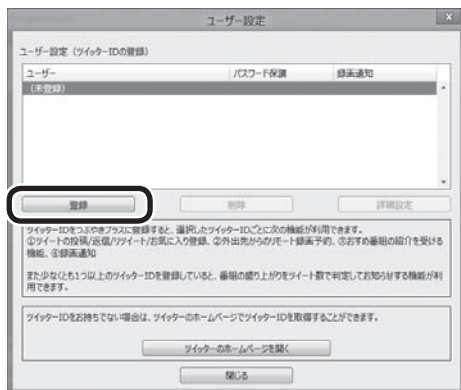 ユーザー設定
x
ユーザー設定（ツイッターIDの登録）
ユーザー パスワード保護 録画通知
（未登録）
登録 削除 詳細設定
ツイッターIDをつぶやきプラスに登録すると、選択したツイッターIDごとに次の機能が利用できます。
①ツイートの投稿/返信/リツイート/お気に入り登録、②外出先からのリモート録画予約、③おすすめ番組の紹介を受ける
機能、④録画通知
また少なくとも1つ以上のツイッターIDを登録していると、番組の盛り上がりをツイート数で判定してお知らせする機能が利
用できます。
ツイッターIDをお持ちでない場合は、ツイッターのホームページでツイッターIDを取得することができます。
ツイッターのホームページを開く
閉じる